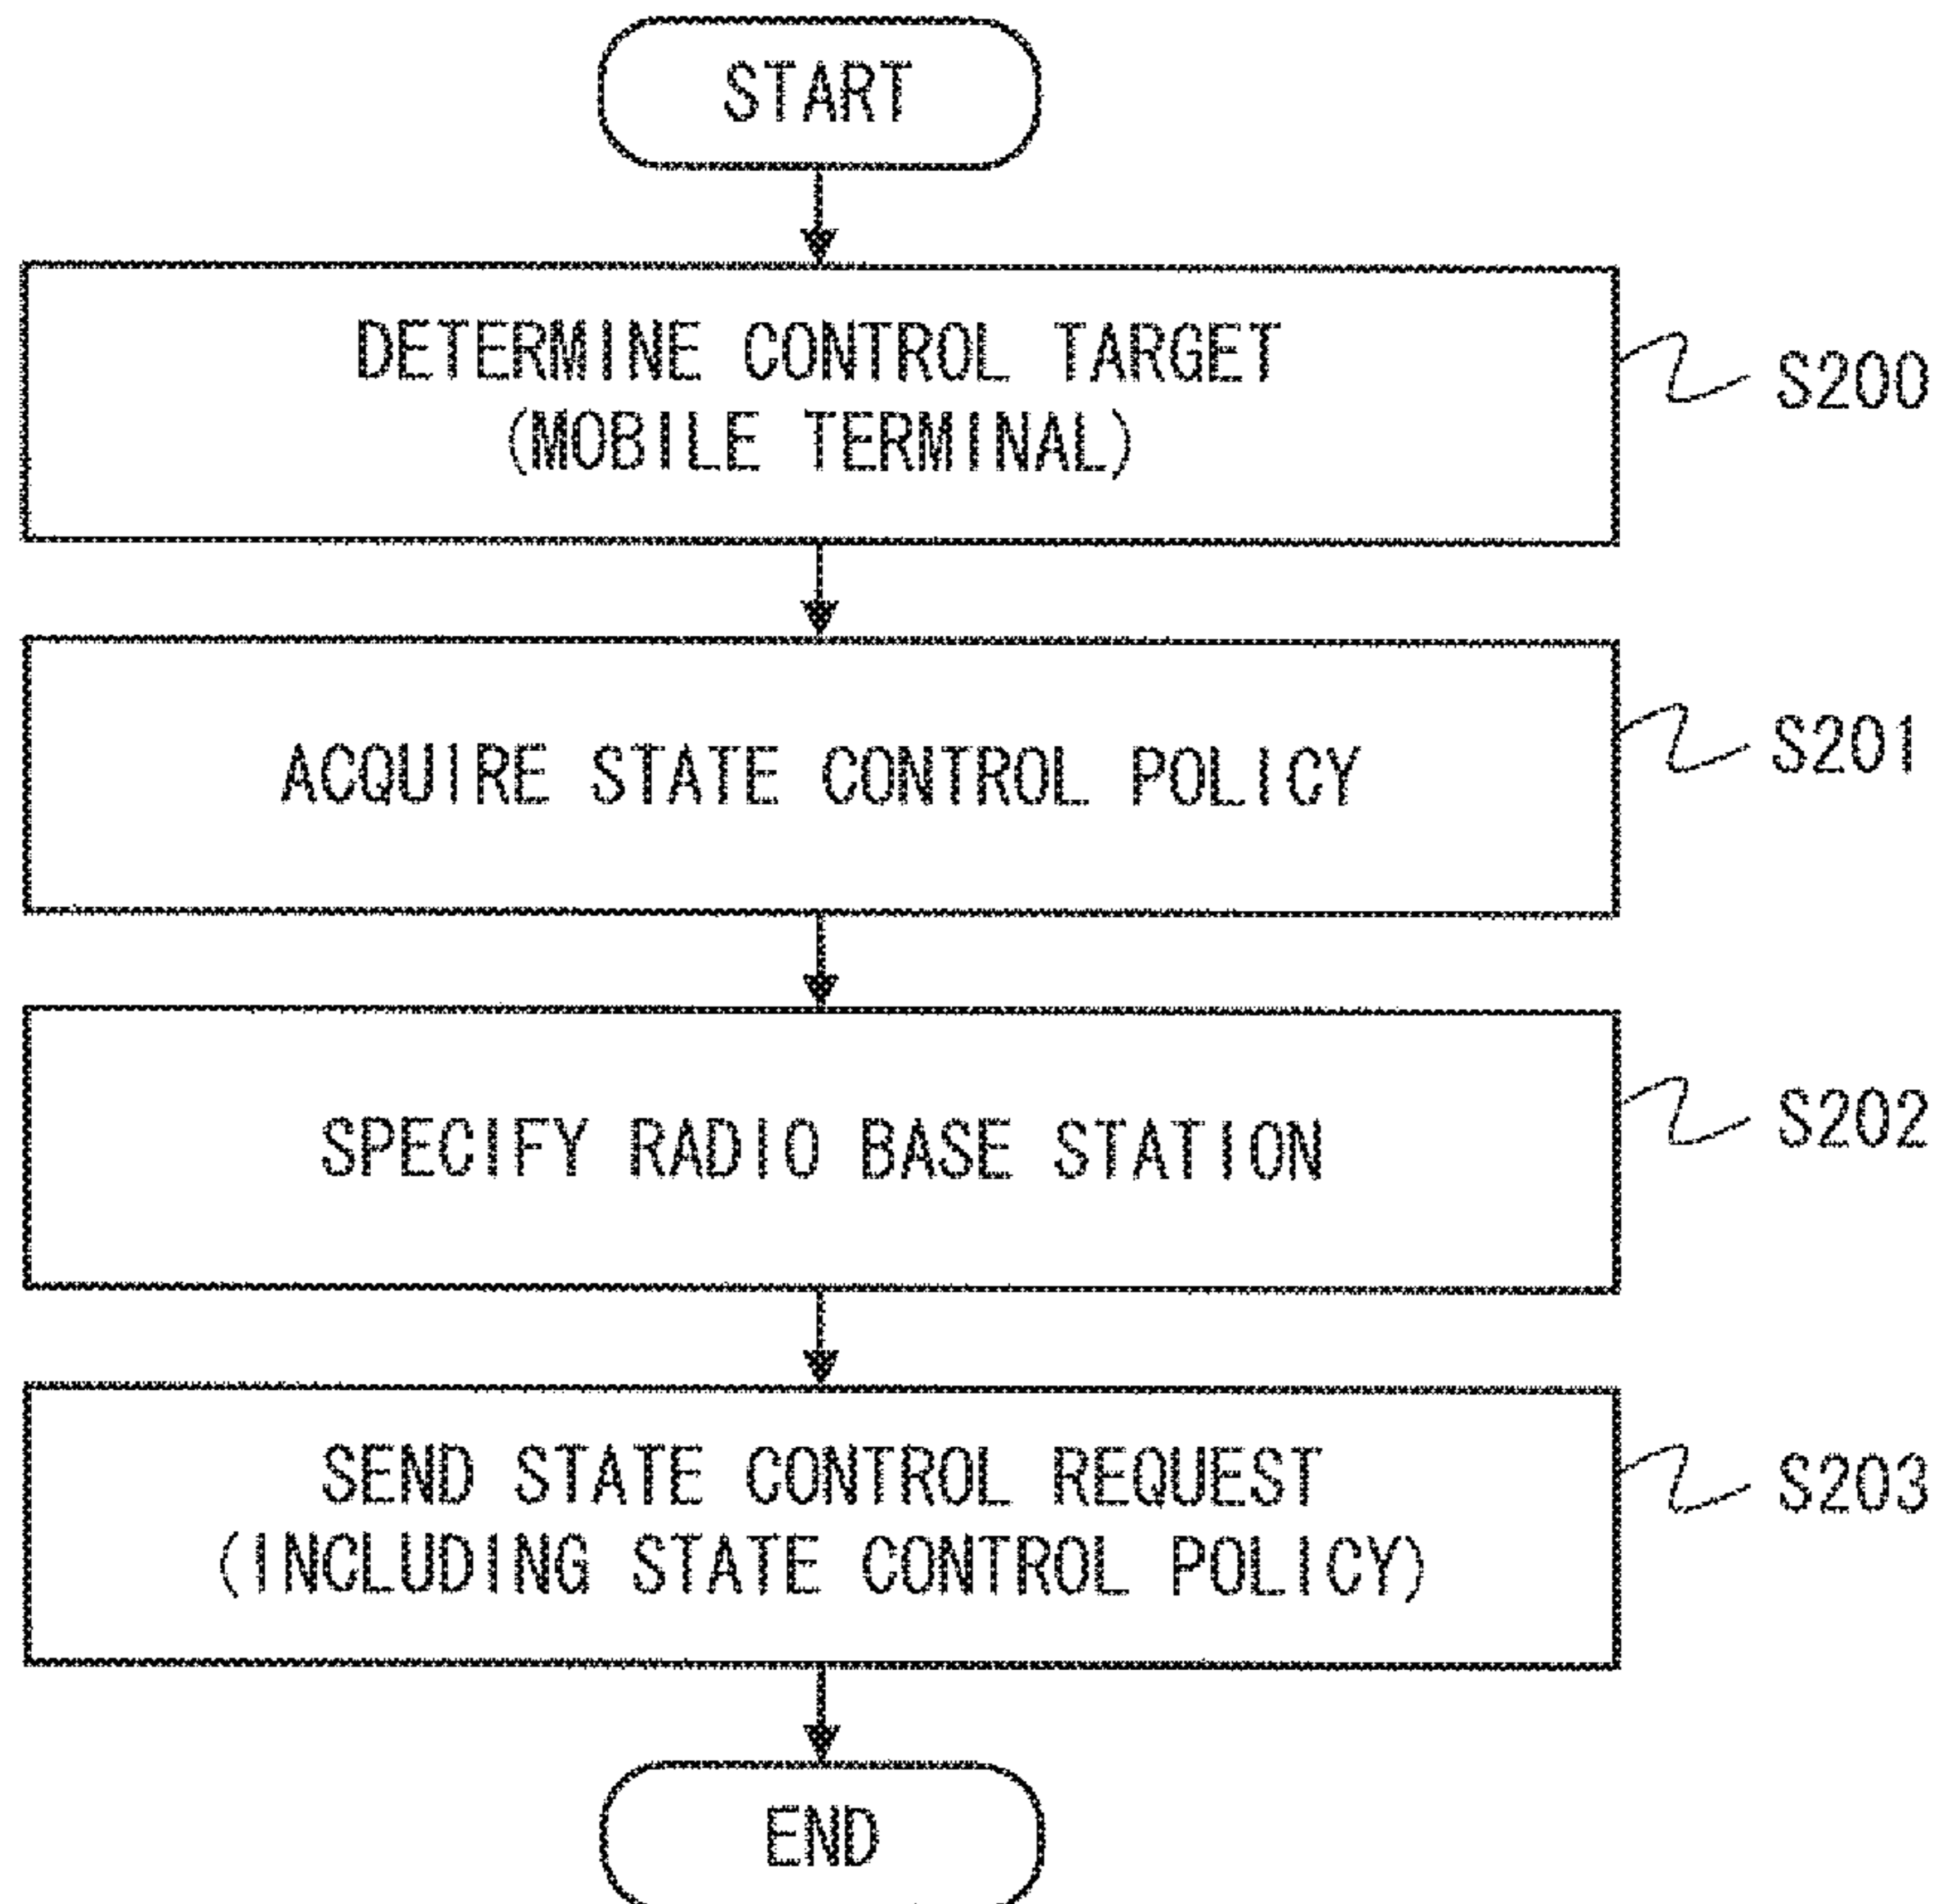 START
DETERMINE CONTROL TARGET
(MOBILE TERMINAL)
S200
ACQUIRE STATE CONTROL POLICY
S201
SPECIFY RADIO BASE STATION
S202
SEND STATE CONTROL REQUEST
(INCLUDING STATE CONTROL POLICY)
S203
END